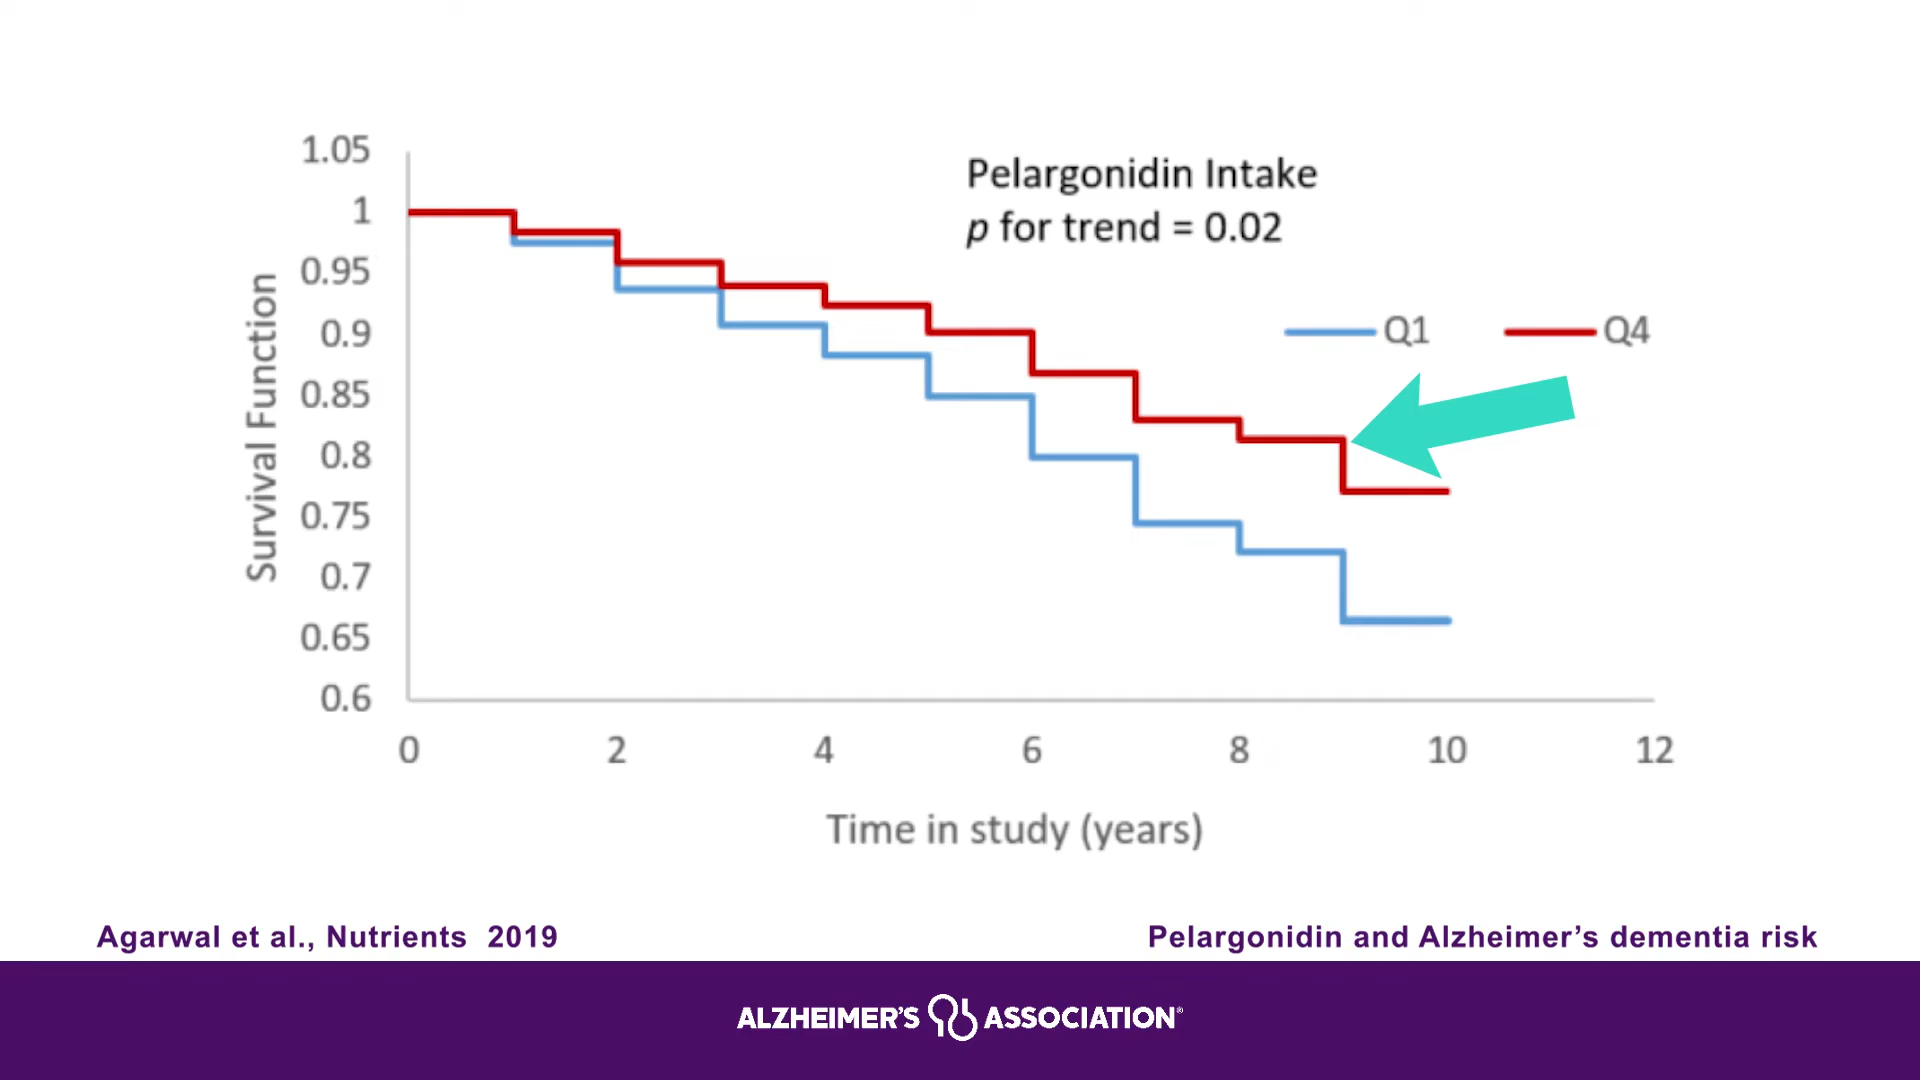 Pelargonidin Intake
p for trend = 0.02
Q1
Q4
Survival Function
1.05
1
0.95
0.9
0.85
0.8
0.75
0.7
0.65
0.6
0 2 4 6 8 10 12
Time in study (years)
Agarwal et al., Nutrients 2019
Pelargonidin and Alzheimer’s dementia risk
ALZHEIMER’S ASSOCIATION®